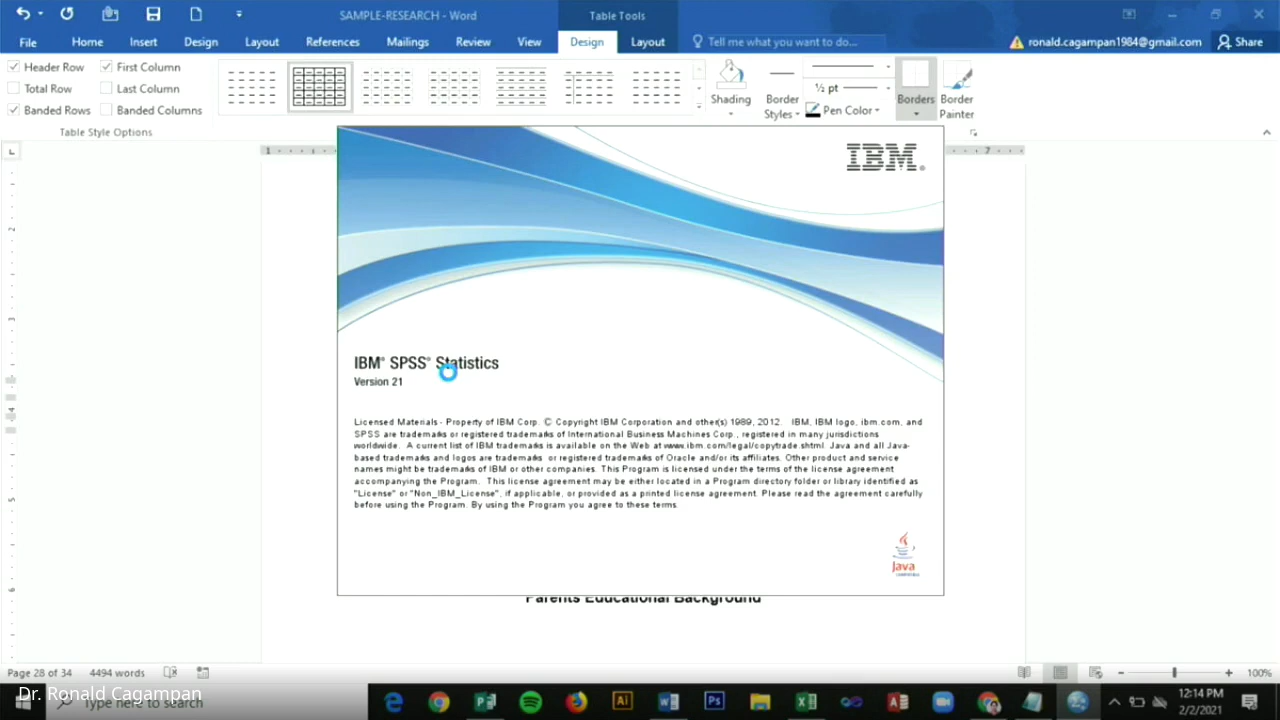 SAMPLE-RESEARCH - Word
Table Tools
File
Home
Insert
Design
Layout
References
Mailings
Review
View
Design
Layout
Tell me what you want to do...
ronald.cagampan1984@gmail.com
Share
Header Row
First Column
Total Row
Last Column
Banded Rows
Banded Columns
Table Style Options
Shading
Border
Styles
½ pt
Pen Color
Borders
Border
Painter
IBM®
IBM® SPSS® Statistics
Version 21
Licensed Materials - Property of IBM Corp. © Copyright IBM Corporation and other(s) 1989, 2012. IBM, IBM logo, ibm.com, and
SPSS are trademarks or registered trademarks of International Business Machines Corp., registered in many jurisdictions
worldwide. A current list of IBM trademarks is available on the Web at www.ibm.com/legal/copytrade.shtml. Java and all Java-
based trademarks and logos are trademarks or registered trademarks of Oracle and/or its affiliates. Other product and service
names might be trademarks of IBM or other companies. This Program is licensed under the terms of the license agreement
accompanying the Program. This license agreement may be either located in a Program directory folder or library identified as
"License" or "Non_IBM_License", if applicable, or provided as a printed license agreement. Please read the agreement carefully
before using the Program. By using the Program you agree to these terms.
Java
COMPATIBLE
Parents Educational Background
Page 28 of 34
4494 words
100%
Dr. Ronald Cagampan
Type here to search
12:14 PM
2/2/2021